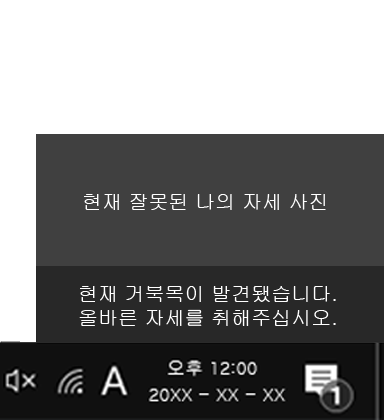 현재 잘못된 나의 자세 사진
현재 거북목이 발견됐습니다.
올바른 자세를 취해주십시오.
A
오후 12:00
20XX - XX - XX
1